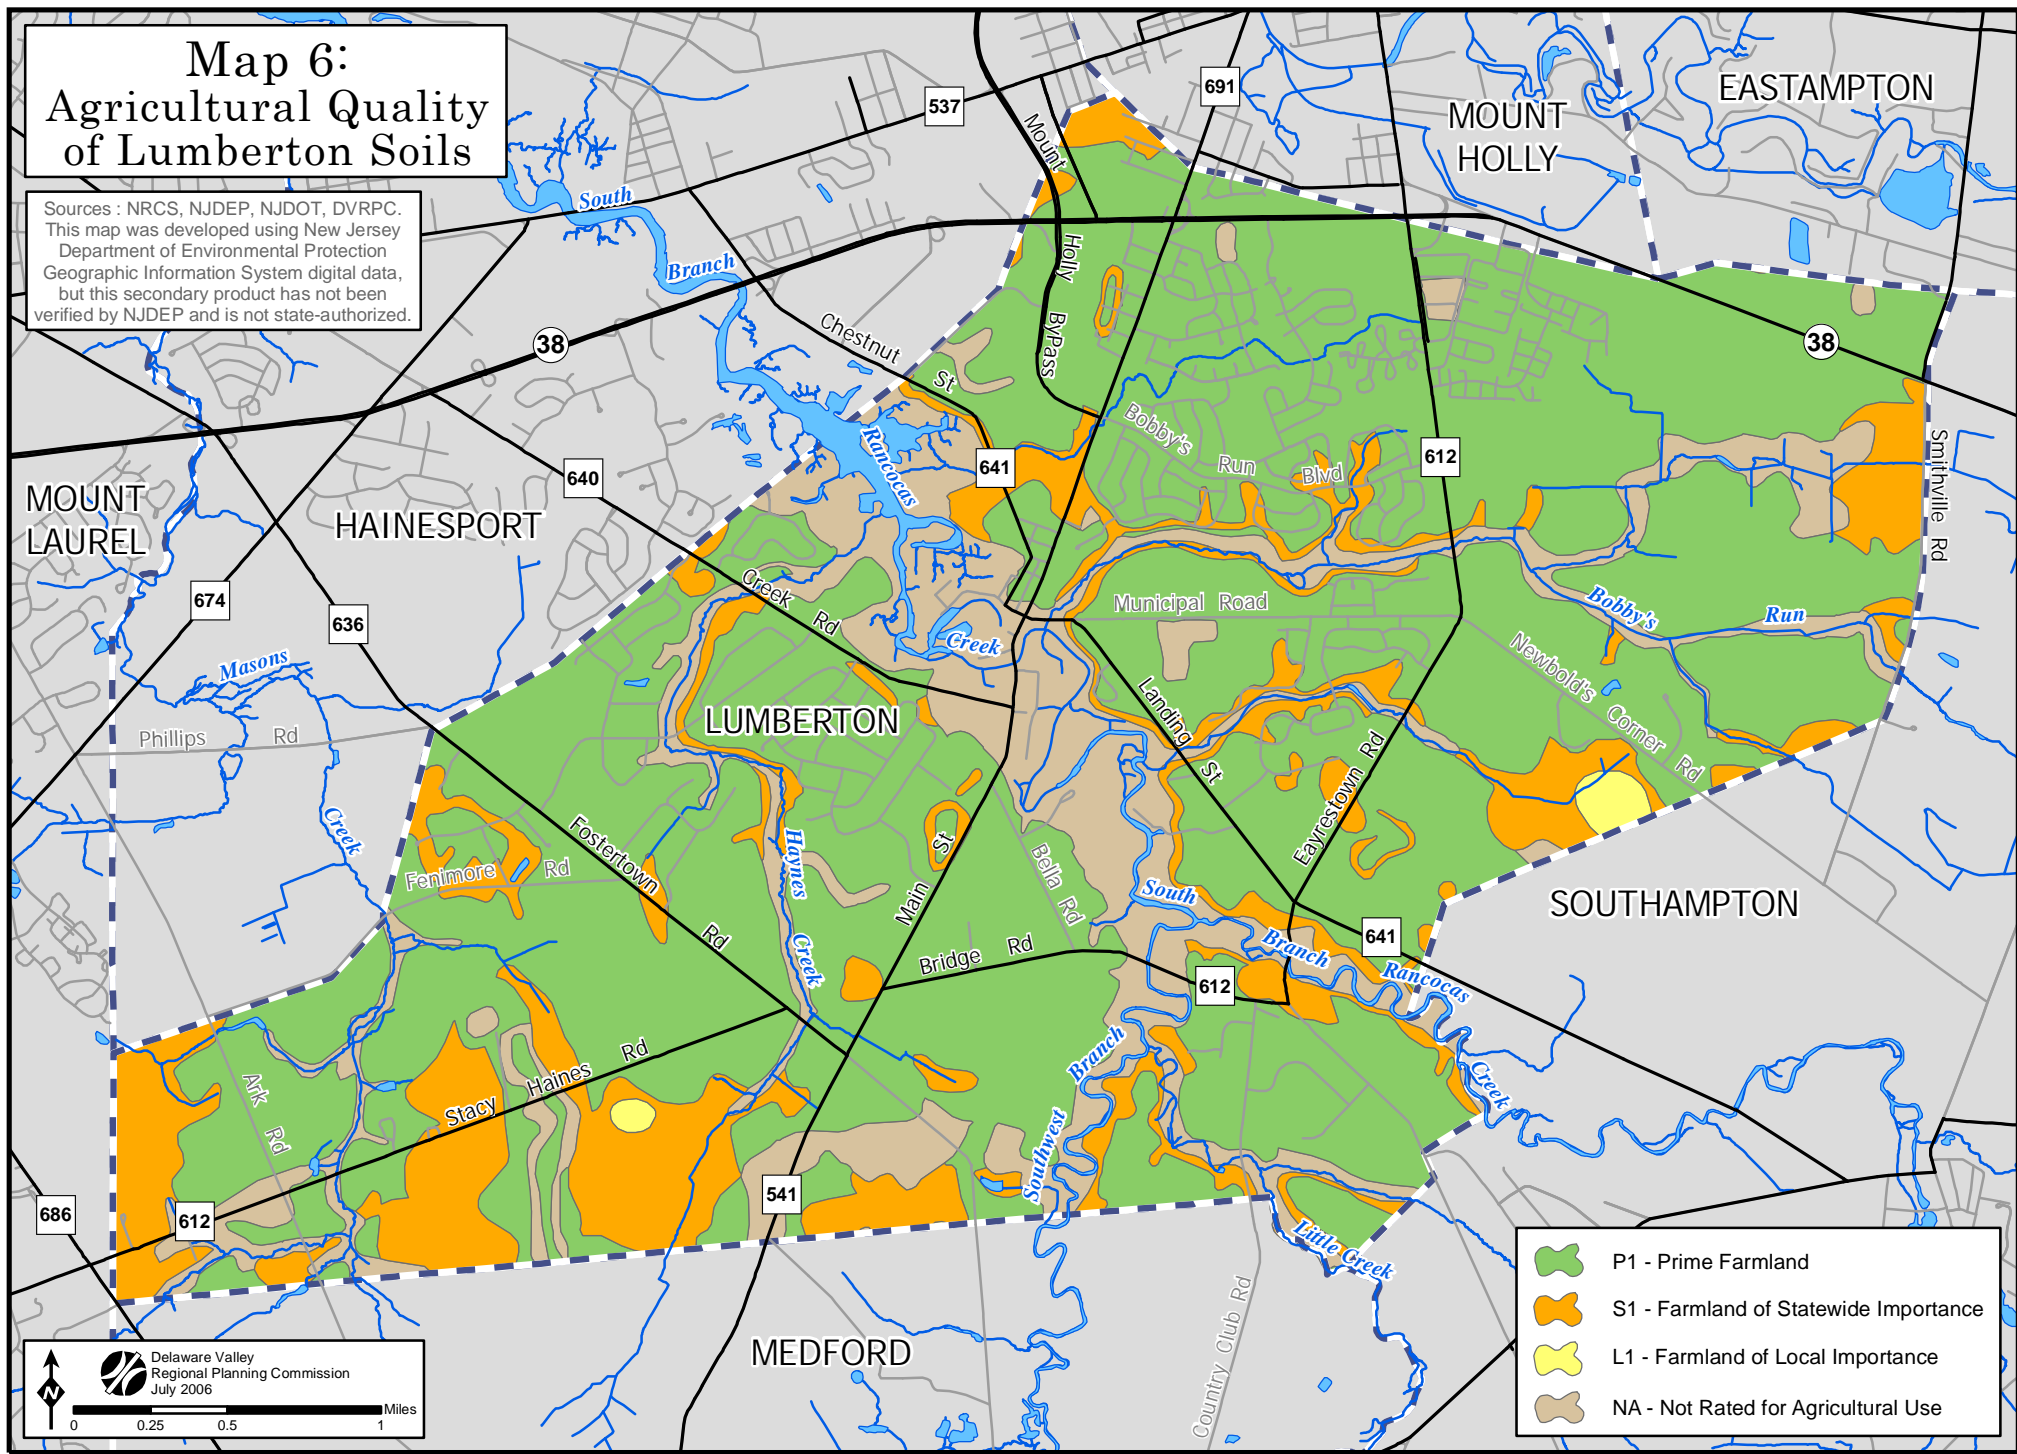 Map 6:
Agricultural Quality
of Lumberton Soils
Sources : NRCS, NJDEP, NJDOT, DVRPC.
This map was developed using New Jersey
Department of Environmental Protection
Geographic Information System digital data,
but this secondary product has not been
verified by NJDEP and is not state-authorized.
537
691
MOUNT
HOLLY
EASTAMPTON
Mount
Holly
ByPass
South
Branch
Rancocas
Creek
38
38
Chestnut
St
641
612
Bobby's
Run
Blvd
Smithville Rd
MOUNT
LAUREL
HAINESPORT
640
674
636
Creek
Rd
Municipal Road
Bobby's
Run
Newbold's
Corner
Rd
Masons
Creek
Phillips Rd
LUMBERTON
Landing
St
Eayrestown Rd
Fenimore Rd
Fostertown
Rd
Haynes
Creek
Main
St
Bella
Rd
Bridge Rd
South
Branch
Rancocas
Creek
641
612
SOUTHAMPTON
Ark
Rd
Stacy
Haines
Rd
Southwest
Branch
686
612
541
Little Creek
MEDFORD
Country Club Rd
P1 - Prime Farmland
S1 - Farmland of Statewide Importance
L1 - Farmland of Local Importance
NA - Not Rated for Agricultural Use
N
Delaware Valley
Regional Planning Commission
July 2006
Miles
0 0.25 0.5 1